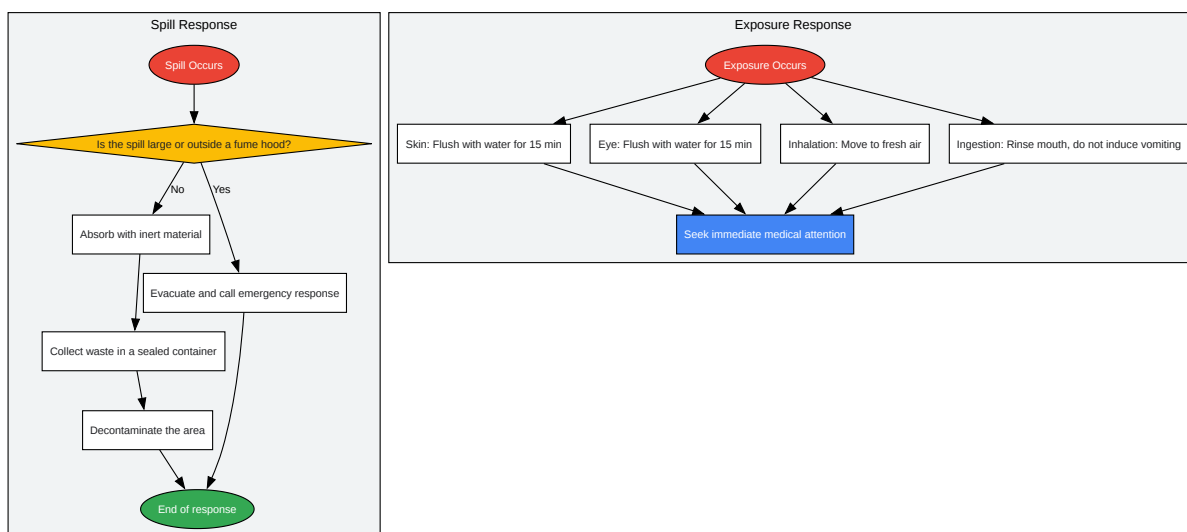 Spill Response
Spill Occurs
Is the spill large or outside a fume hood?
No
Yes
Absorb with inert material
Evacuate and call emergency response
Collect waste in a sealed container
Decontaminate the area
End of response
Exposure Response
Exposure Occurs
Skin: Flush with water for 15 min
Eye: Flush with water for 15 min
Inhalation: Move to fresh air
Ingestion: Rinse mouth, do not induce vomiting
Seek immediate medical attention